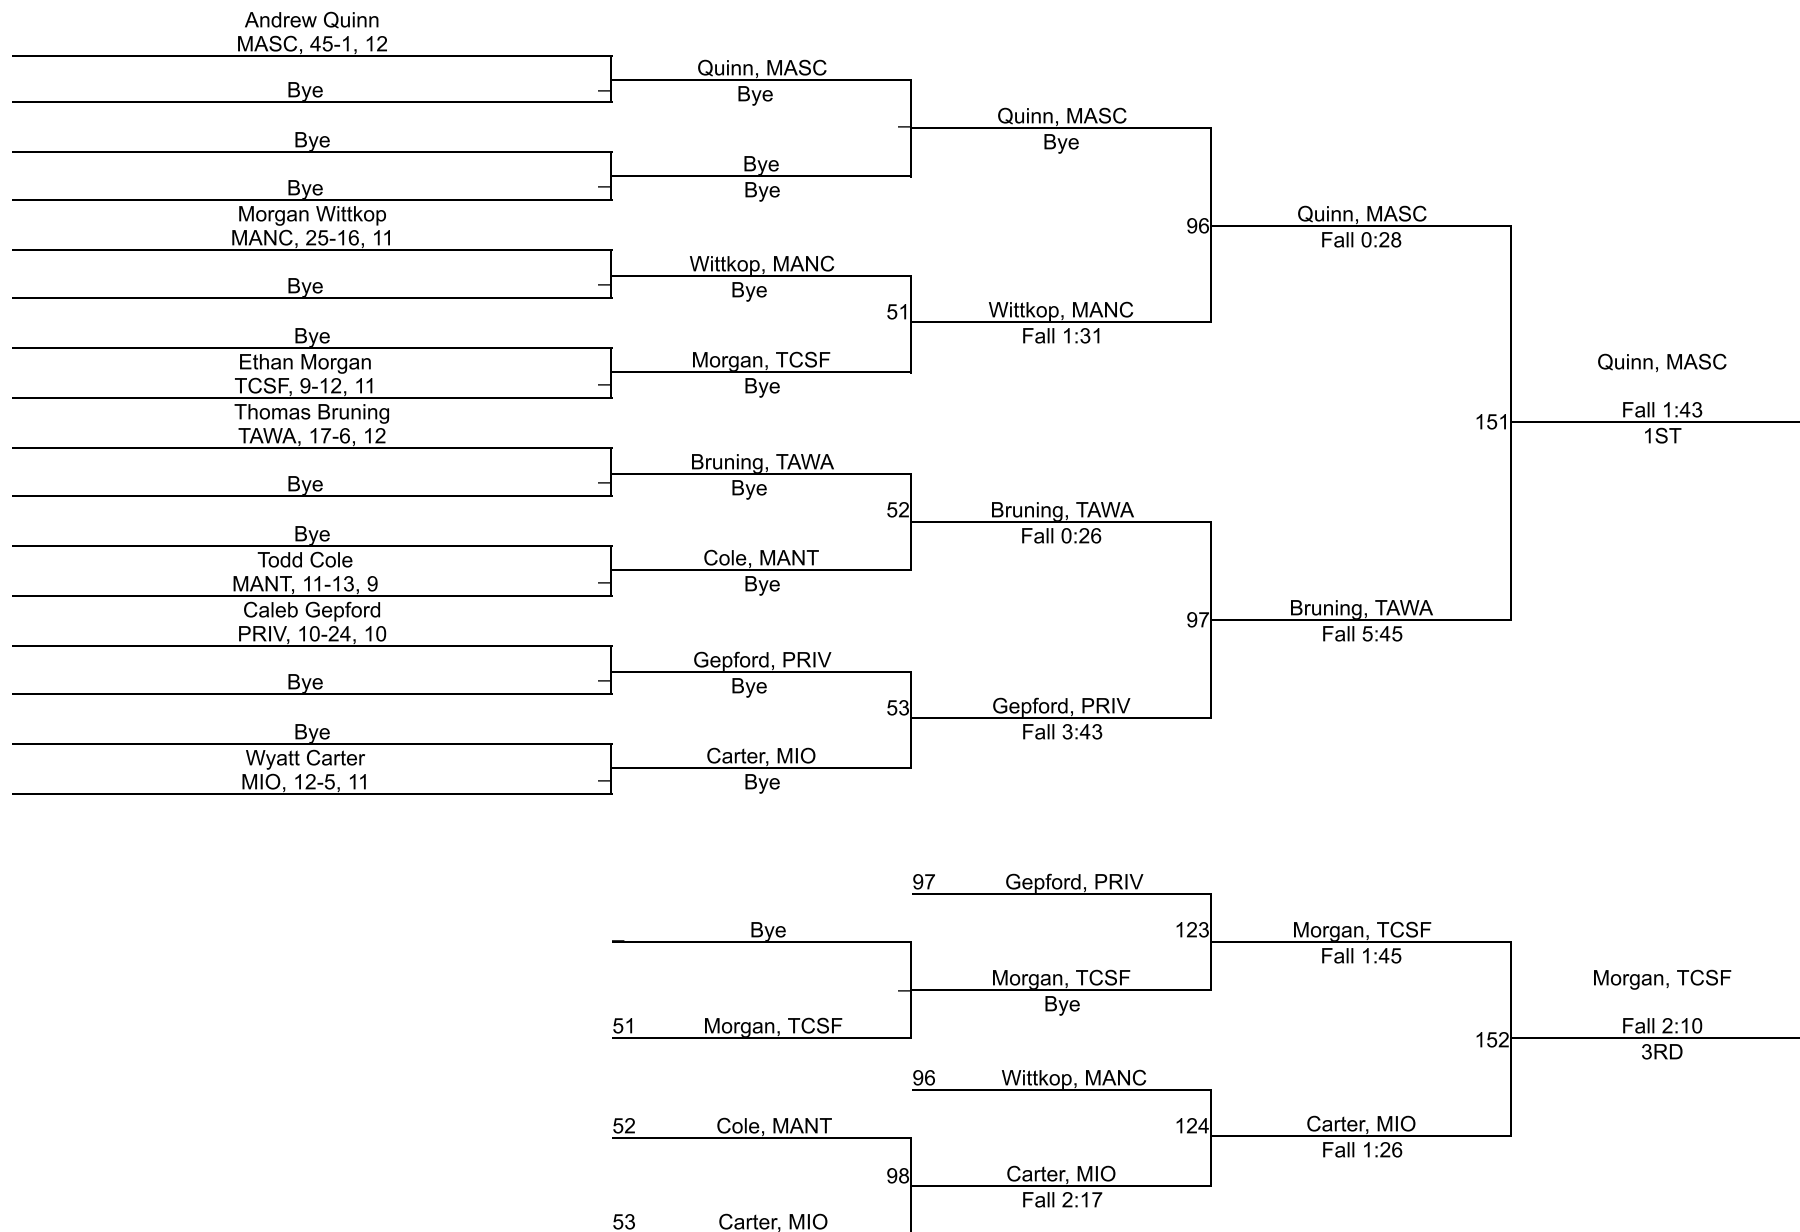 Andrew Quinn
MASC, 45-1, 12
Bye
Bye
Bye
Morgan Wittkop
MANC, 25-16, 11
Bye
Bye
Ethan Morgan
TCSF, 9-12, 11
Thomas Bruning
TAWA, 17-6, 12
Bye
Bye
Todd Cole
MANT, 11-13, 9
Caleb Gepford
PRIV, 10-24, 10
Bye
Bye
Wyatt Carter
MIO, 12-5, 11
Quinn, MASC
Bye
Bye
Bye
Wittkop, MANC
Bye
51
Morgan, TCSF
Bye
Bruning, TAWA
Bye
52
Cole, MANT
Bye
Gepford, PRIV
Bye
53
Carter, MIO
Bye
Quinn, MASC
Bye
96
Wittkop, MANC
Fall 1:31
Bruning, TAWA
Fall 0:26
97
Gepford, PRIV
Fall 3:43
Quinn, MASC
Fall 0:28
151
Bruning, TAWA
Fall 5:45
Quinn, MASC
Fall 1:43
1ST
97 Gepford, PRIV
Bye
123
Morgan, TCSF
Bye
51 Morgan, TCSF
Morgan, TCSF
Fall 1:45
96 Wittkop, MANC
52 Cole, MANT
124
98
Carter, MIO
Fall 2:17
53 Carter, MIO
Carter, MIO
Fall 1:26
152
Morgan, TCSF
Fall 2:10
3RD